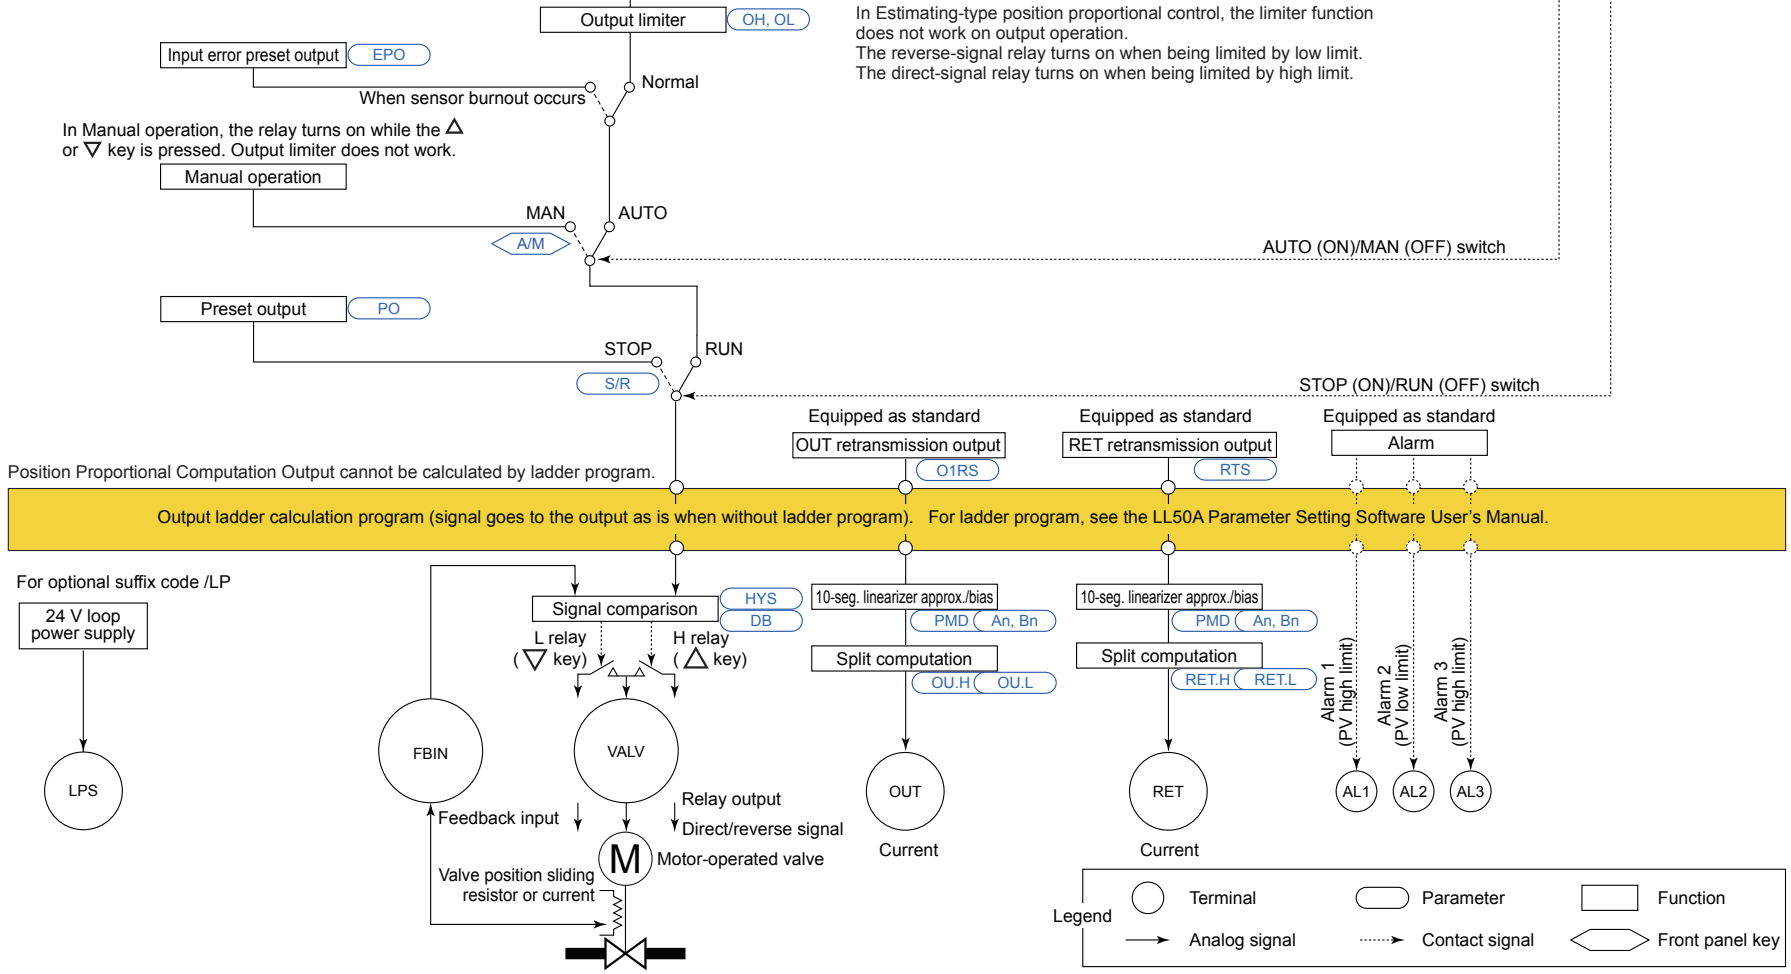 Output limiter
OH, OL
In Estimating-type position proportional control, the limiter function
does not work on output operation.
The reverse-signal relay turns on when being limited by low limit.
The direct-signal relay turns on when being limited by high limit.
Input error preset output
EPO
When sensor burnout occurs
Normal
In Manual operation, the relay turns on while the △
or ▽ key is pressed. Output limiter does not work.
Manual operation
MAN
AUTO
A/M
AUTO (ON)/MAN (OFF) switch
Preset output
PO
STOP
RUN
S/R
STOP (ON)/RUN (OFF) switch
Equipped as standard
OUT retransmission output
O1RS
Equipped as standard
RET retransmission output
RTS
Equipped as standard
Alarm
Position Proportional Computation Output cannot be calculated by ladder program.
Output ladder calculation program (signal goes to the output as is when without ladder program). For ladder program, see the LL50A Parameter Setting Software User's Manual.
For optional suffix code /LP
24 V loop
power supply
LPS
Signal comparison
HYS
DB
L relay
(▽ key)
H relay
(△ key)
FBIN
VALV
Feedback input
Relay output
Direct/reverse signal
M
Motor-operated valve
Valve position sliding
resistor or current
10-seg. linearizer approx./bias
PMD
An, Bn
Split computation
OU.H
OU.L
OUT
Current
10-seg. linearizer approx./bias
PMD
An, Bn
Split computation
RET.H
RET.L
RET
Current
Alarm 1
(PV high limit)
Alarm 2
(PV low limit)
Alarm 3
(PV high limit)
AL1
AL2
AL3
Legend
Terminal
Parameter
Function
Analog signal
Contact signal
Front panel key